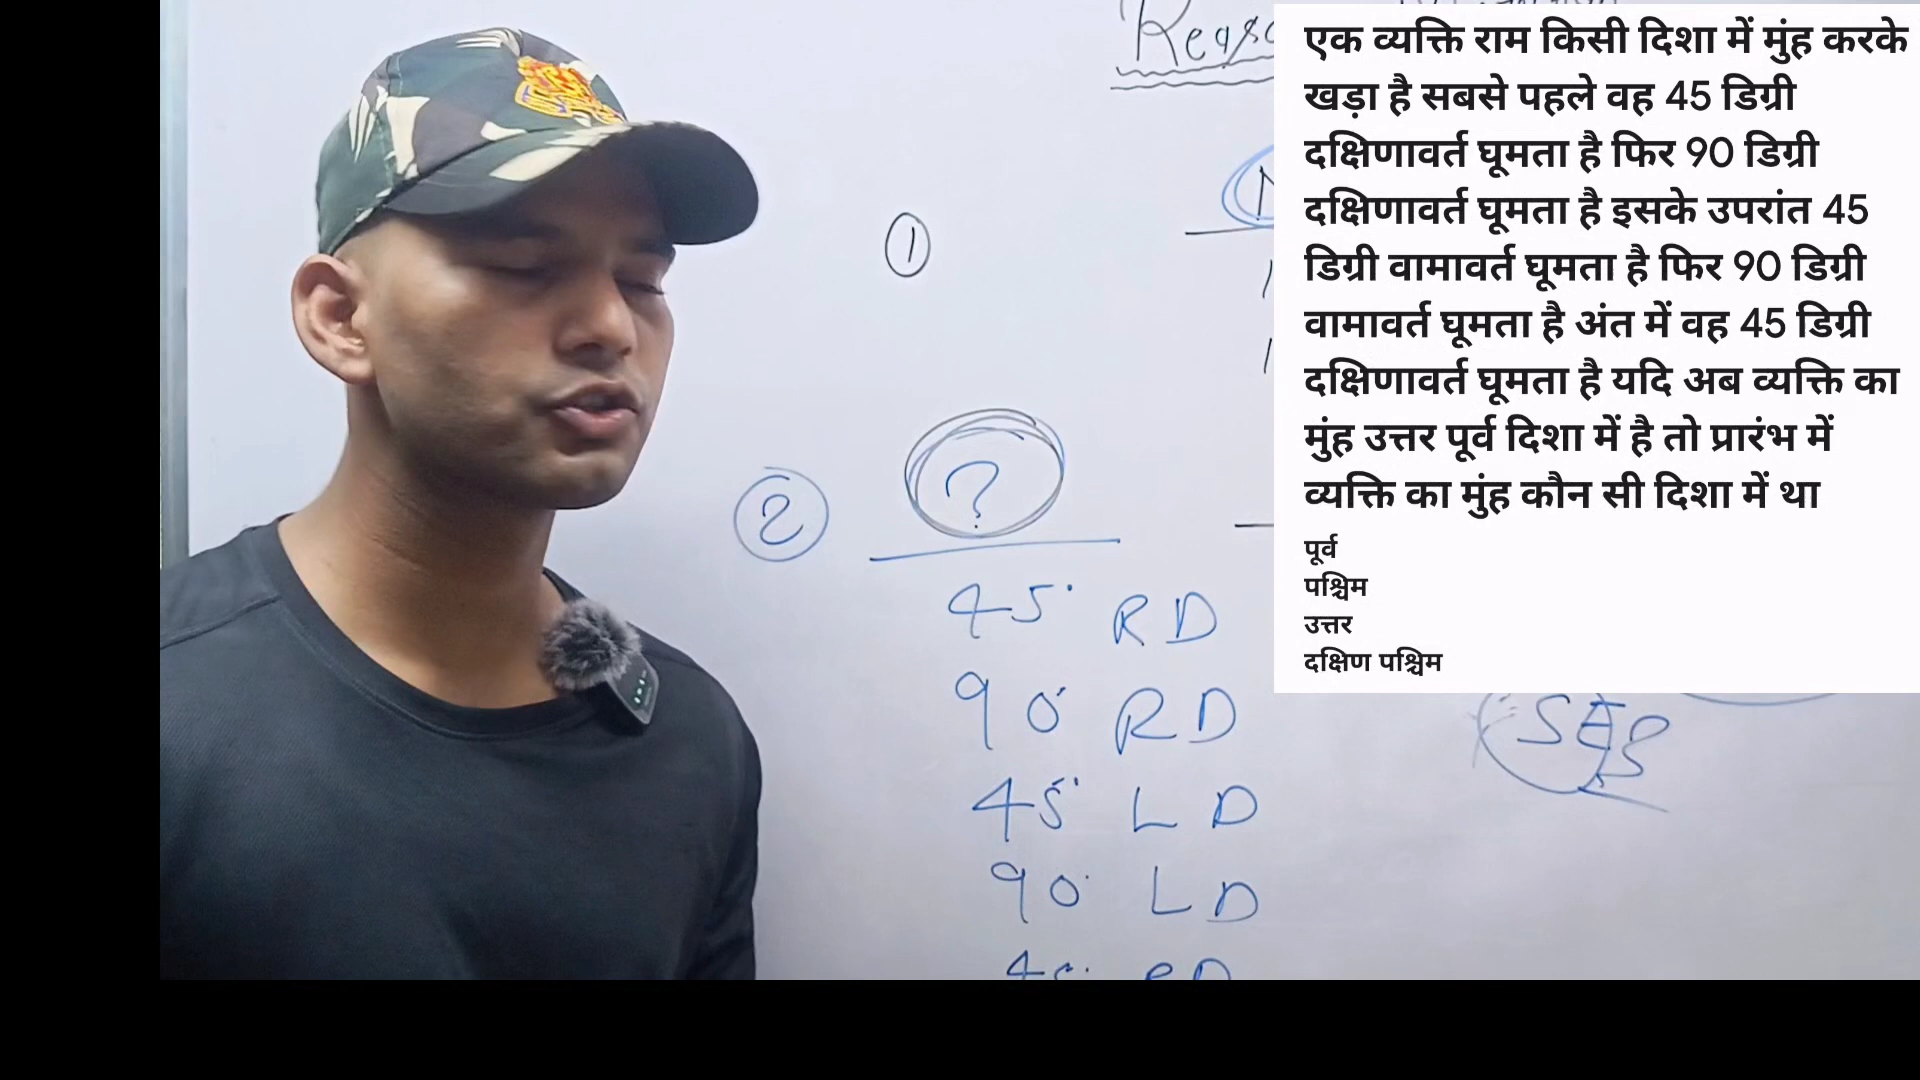 एक व्यक्ति राम किसी दिशा में मुंह करके
खड़ा है सबसे पहले वह 45 डिग्री
दक्षिणावर्त घूमता है फिर 90 डिग्री
दक्षिणावर्त घूमता है इसके उपरांत 45
डिग्री वामावर्त घूमता है फिर 90 डिग्री
वामावर्त घूमता है अंत में वह 45 डिग्री
दक्षिणावर्त घूमता है यदि अब व्यक्ति का
मुंह उत्तर पूर्व दिशा में है तो प्रारंभ में
व्यक्ति का मुंह कौन सी दिशा में था
पूर्व
पश्चिम
उत्तर
दक्षिण पश्चिम
①
② ?
45° RD
90° RD
45° LD
90° LD